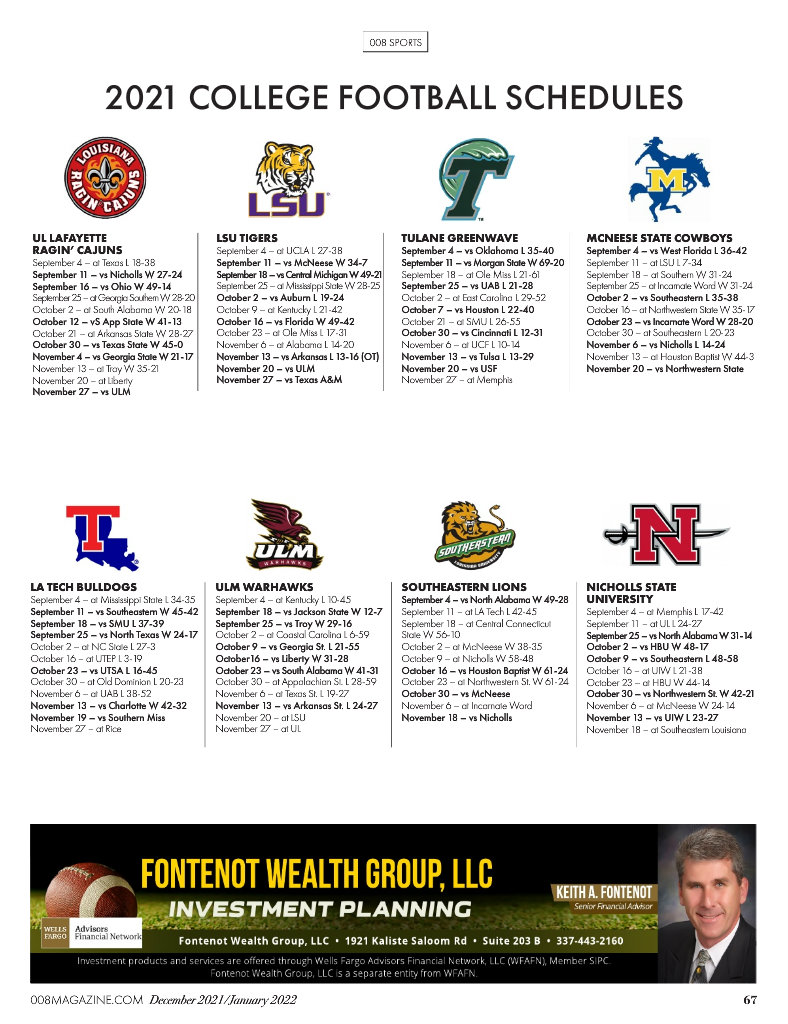 008 SPORTS
2021 COLLEGE FOOTBALL SCHEDULES
LOUISIANA
RAGIN' CAJUNS
UL LAFAYETTE
RAGIN' CAJUNS
September 4 – at Texas L 18-38
September 11 – vs Nicholls W 27-24
September 16 – vs Ohio W 49-14
September 25 – at Georgia Southern W 28-20
October 2 – at South Alabama W 20-18
October 12 – vS App State W 41-13
October 21 – at Arkansas State W 28-27
October 30 – vs Texas State W 45-0
November 4 – vs Georgia State W 21-17
November 13 – at Troy W 35-21
November 20 – at Liberty
November 27 – vs ULM
LSU
LSU TIGERS
September 4 – at UCLA L 27-38
September 11 – vs McNeese W 34-7
September 18 – vs Central Michigan W 49-21
September 25 – at Mississippi State W 28-25
October 2 – vs Auburn L 19-24
October 9 – at Kentucky L 21-42
October 16 – vs Florida W 49-42
October 23 – at Ole Miss L 17-31
November 6 – at Alabama L 14-20
November 13 – vs Arkansas L 13-16 (OT)
November 20 – vs ULM
November 27 – vs Texas A&M
T
TULANE GREENWAVE
September 4 – vs Oklahoma L 35-40
September 11 – vs Morgan State W 69-20
September 18 – at Ole Miss L 21-61
September 25 – vs UAB L 21-28
October 2 – at East Carolina L 29-52
October 7 – vs Houston L 22-40
October 21 – at SMU L 26-55
October 30 – vs Cincinnati L 12-31
November 6 – at UCF L 10-14
November 13 – vs Tulsa L 13-29
November 20 – vs USF
November 27 – at Memphis
M
MCNEESE STATE COWBOYS
September 4 – vs West Florida L 36-42
September 11 – at LSU L 7-34
September 18 – at Southern W 31-24
September 25 – at Incarnate Word W 31-24
October 2 – vs Southeastern L 35-38
October 16 – at Northwestern State W 35-17
October 23 – vs Incarnate Word W 28-20
October 30 – at Southeastern L 20-23
November 6 – vs Nicholls L 14-24
November 13 – at Houston Baptist W 44-3
November 20 – vs Northwestern State
T
LA TECH BULLDOGS
September 4 – at Mississippi State L 34-35
September 11 – vs Southeastern W 45-42
September 18 – vs SMU L 37-39
September 25 – vs North Texas W 24-17
October 2 – at NC State L 27-3
October 16 – at UTEP L 3-19
October 23 – vs UTSA L 16-45
October 30 – at Old Dominion L 20-23
November 6 – at UAB L 38-52
November 13 – vs Charlotte W 42-32
November 19 – vs Southern Miss
November 27 – at Rice
ULM
WARHAWKS
ULM WARHAWKS
September 4 – at Kentucky L 10-45
September 18 – vs Jackson State W 12-7
September 25 – vs Troy W 29-16
October 2 – at Coastal Carolina L 6-59
October 9 – vs Georgia St. L 21-55
October16 – vs Liberty W 31-28
October 23 – vs South Alabama W 41-31
October 30 – at Appalachian St. L 28-59
November 6 – at Texas St. L 19-27
November 13 – vs Arkansas St. L 24-27
November 20 – at LSU
November 27 – at UL
SOUTHEASTERN
LOUISIANA UNIVERSITY
SOUTHEASTERN LIONS
September 4 – vs North Alabama W 49-28
September 11 – at LA Tech L 42-45
September 18 – at Central Connecticut
State W 56-10
October 2 – at McNeese W 38-35
October 9 – at Nicholls W 58-48
October 16 – vs Houston Baptist W 61-24
October 23 – at Northwestern St. W 61-24
October 30 – vs McNeese
November 6 – at Incarnate Word
November 18 – vs Nicholls
N
NICHOLLS STATE
UNIVERSITY
September 4 – at Memphis L 17-42
September 11 – at UL L 24-27
September 25 – vs North Alabama W 31-14
October 2 – vs HBU W 48-17
October 9 – vs Southeastern L 48-58
October 16 – at UIW L 21-38
October 23 – at HBU W 44-14
October 30 – vs Northwestern St. W 42-21
November 6 – at McNeese W 24-14
November 13 – vs UIW L 23-27
November 18 – at Southeastern Louisiana
FONTENOT WEALTH GROUP, LLC
INVESTMENT PLANNING
KEITH A. FONTENOT
Senior Financial Advisor
WELLS FARGO
Advisors
Financial Network
Fontenot Wealth Group, LLC • 1921 Kaliste Saloom Rd • Suite 203 B • 337-443-2160
Investment products and services are offered through Wells Fargo Advisors Financial Network, LLC (WFAFN), Member SIPC.
Fontenot Wealth Group, LLC is a separate entity from WFAFN.
008MAGAZINE.COM December 2021/January 2022
67